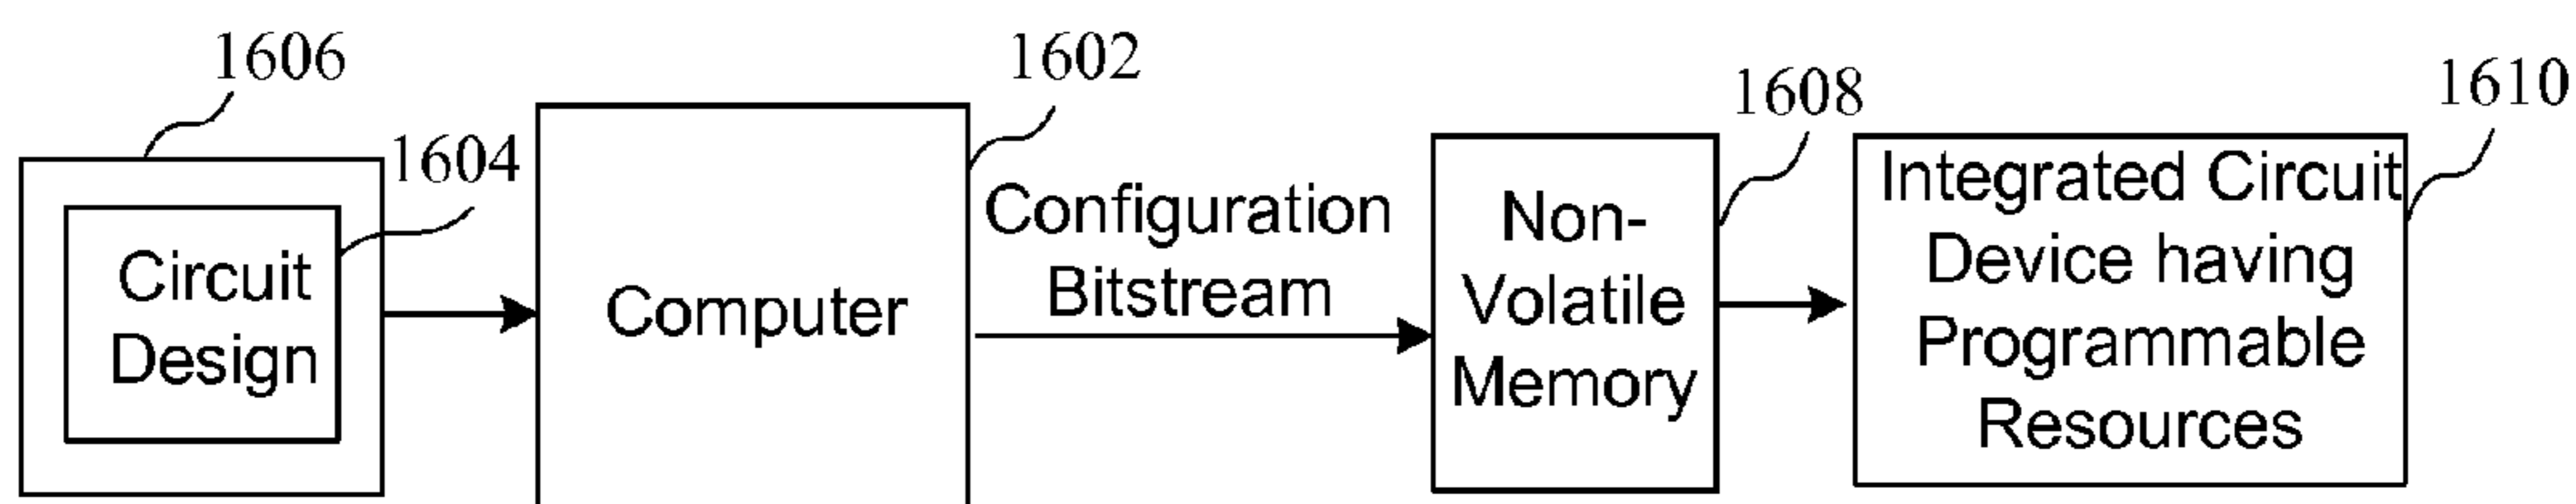 1606
1604
Circuit
Design
1602
Computer
Configuration
Bitstream
1608
Non-
Volatile
Memory
1610
Integrated Circuit
Device having
Programmable
Resources